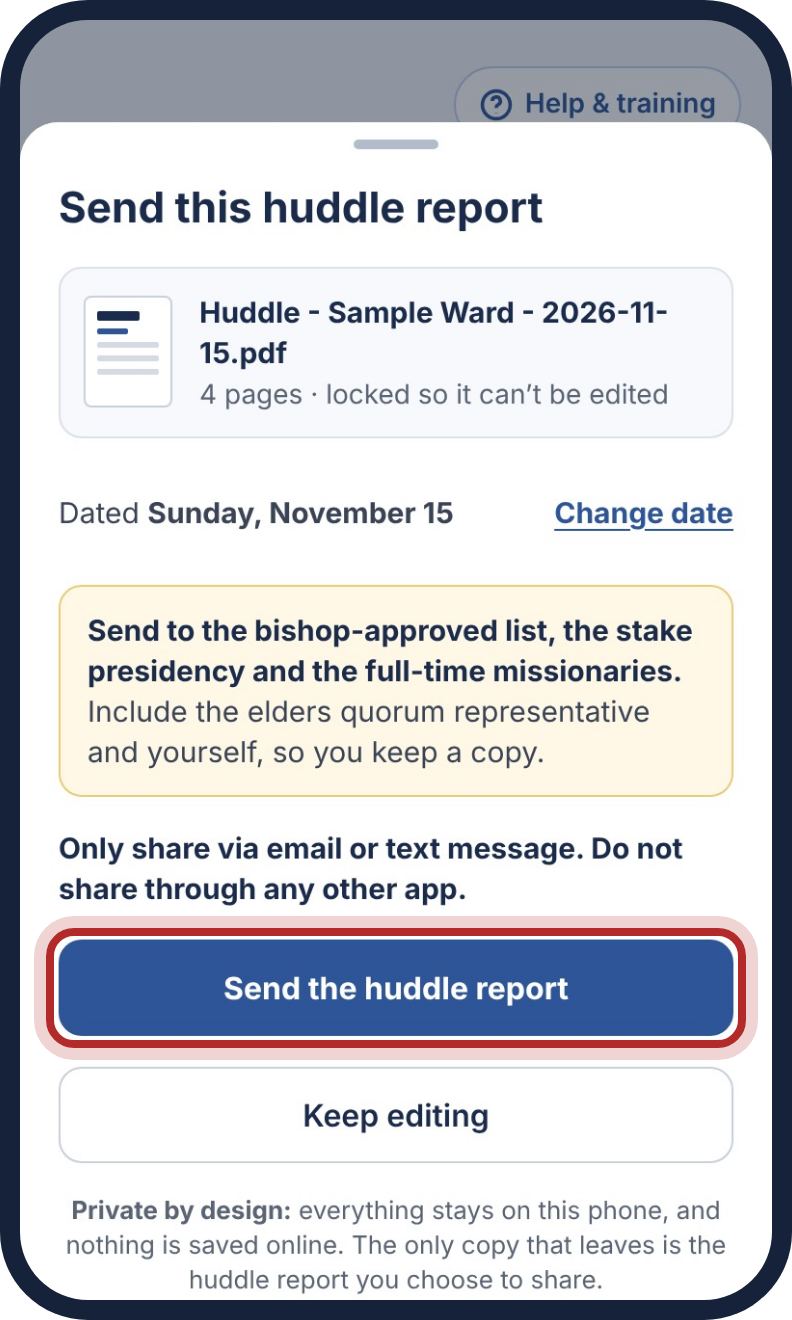 Help & training
Send this huddle report
Huddle - Sample Ward - 2026-11-
15.pdf
4 pages · locked so it can’t be edited
Dated Sunday, November 15
Change date
Send to the bishop-approved list, the stake
presidency and the full-time missionaries.
Include the elders quorum representative
and yourself, so you keep a copy.
Only share via email or text message. Do not
share through any other app.
Send the huddle report
Keep editing
Private by design: everything stays on this phone, and
nothing is saved online. The only copy that leaves is the
huddle report you choose to share.